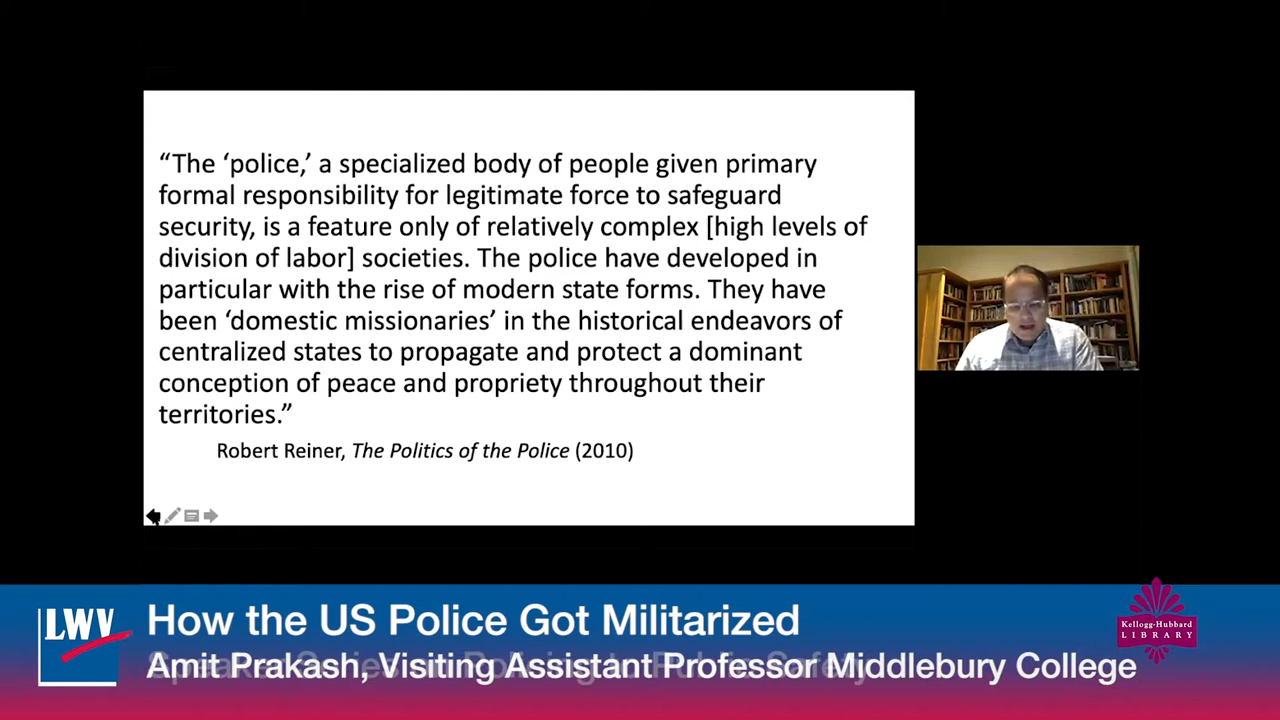 “The ‘police,’ a specialized body of people given primary
formal responsibility for legitimate force to safeguard
security, is a feature only of relatively complex [high levels of
division of labor] societies. The police have developed in
particular with the rise of modern state forms. They have
been ‘domestic missionaries’ in the historical endeavors of
centralized states to propagate and protect a dominant
conception of peace and propriety throughout their
territories.”
Robert Reiner, The Politics of the Police (2010)
LWV
How the US Police Got Militarized
Amit Prakash, Visiting Assistant Professor Middlebury College
Kellogg-Hubbard
LIBRARY